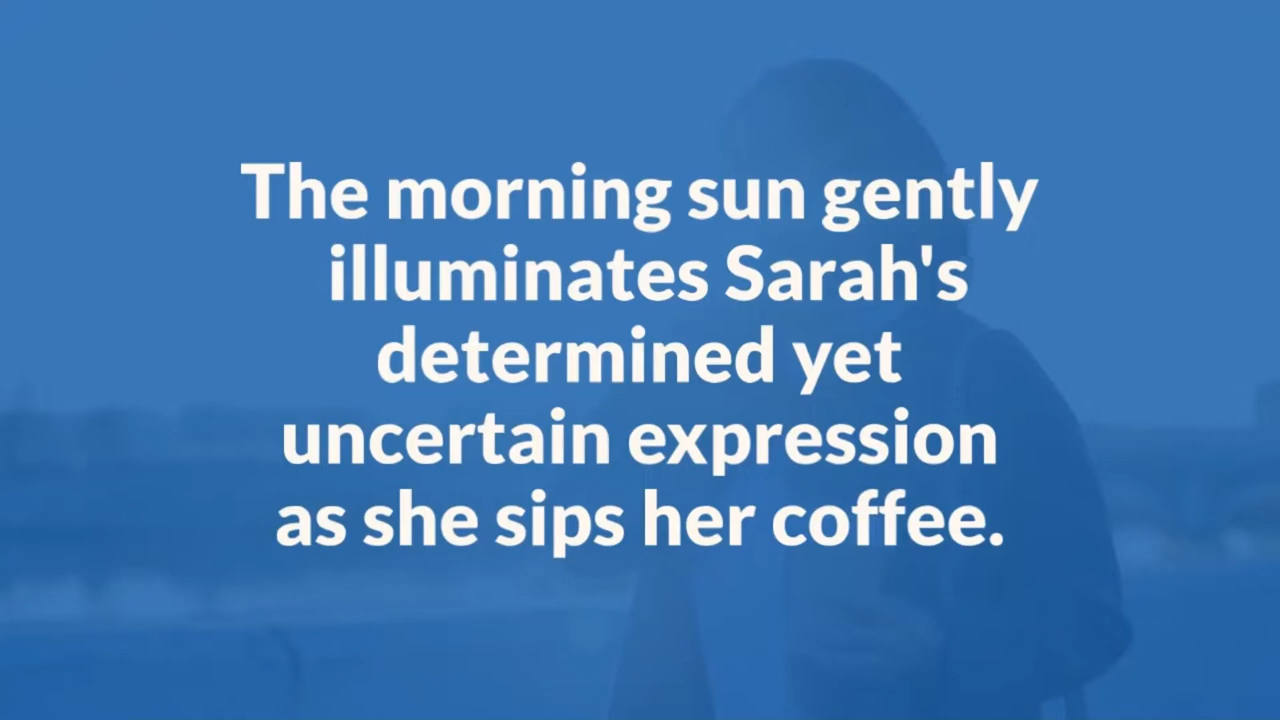 The morning sun gently
illuminates Sarah's
determined yet
uncertain expression
as she sips her coffee.